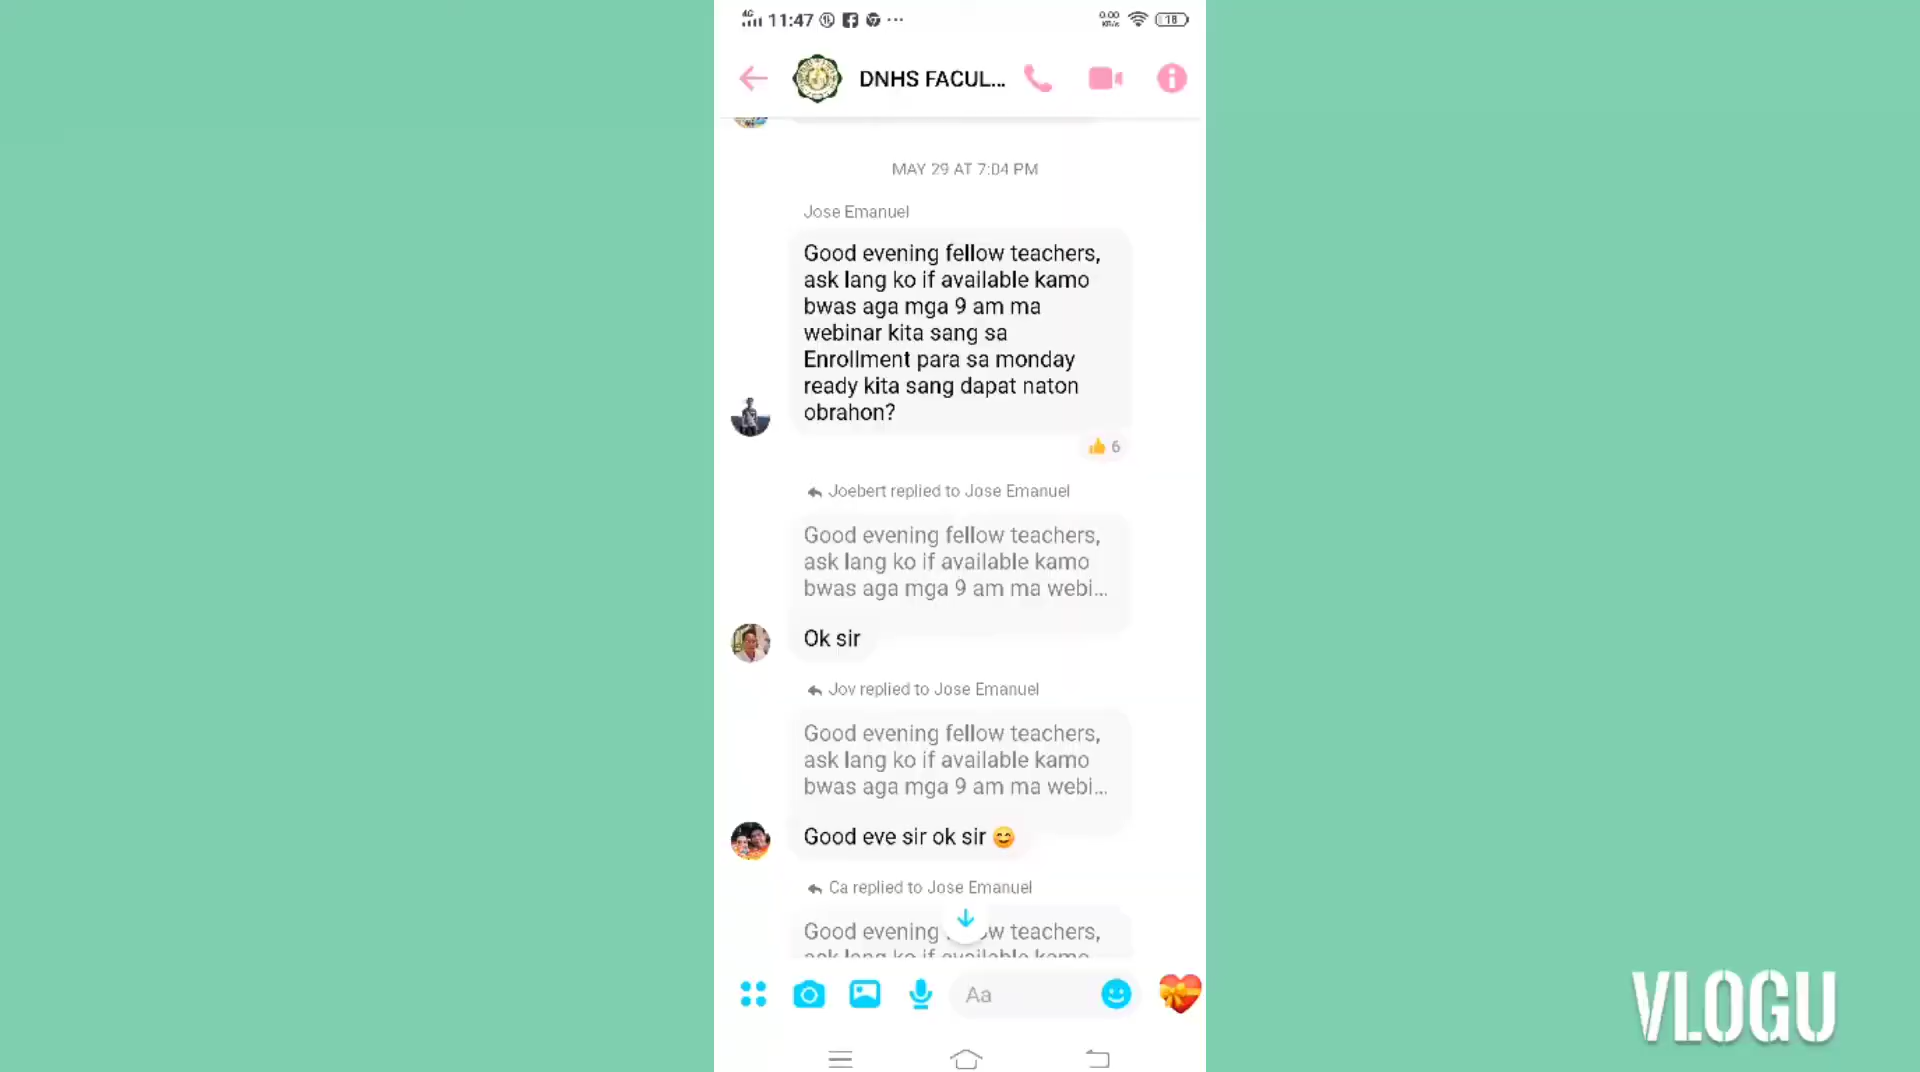 4G 11:47 ... 0.00 KB/s 18
DNHS FACUL...
MAY 29 AT 7:04 PM
Jose Emanuel
Good evening fellow teachers,
ask lang ko if available kamo
bwas aga mga 9 am ma
webinar kita sang sa
Enrollment para sa monday
ready kita sang dapat naton
obrahon?
6
Joebert replied to Jose Emanuel
Good evening fellow teachers,
ask lang ko if available kamo
bwas aga mga 9 am ma webi...
Ok sir
Jov replied to Jose Emanuel
Good evening fellow teachers,
ask lang ko if available kamo
bwas aga mga 9 am ma webi...
Good eve sir ok sir 😊
Ca replied to Jose Emanuel
Good evening teachers,
ask lang ko if available kamo
Aa
VLOGU